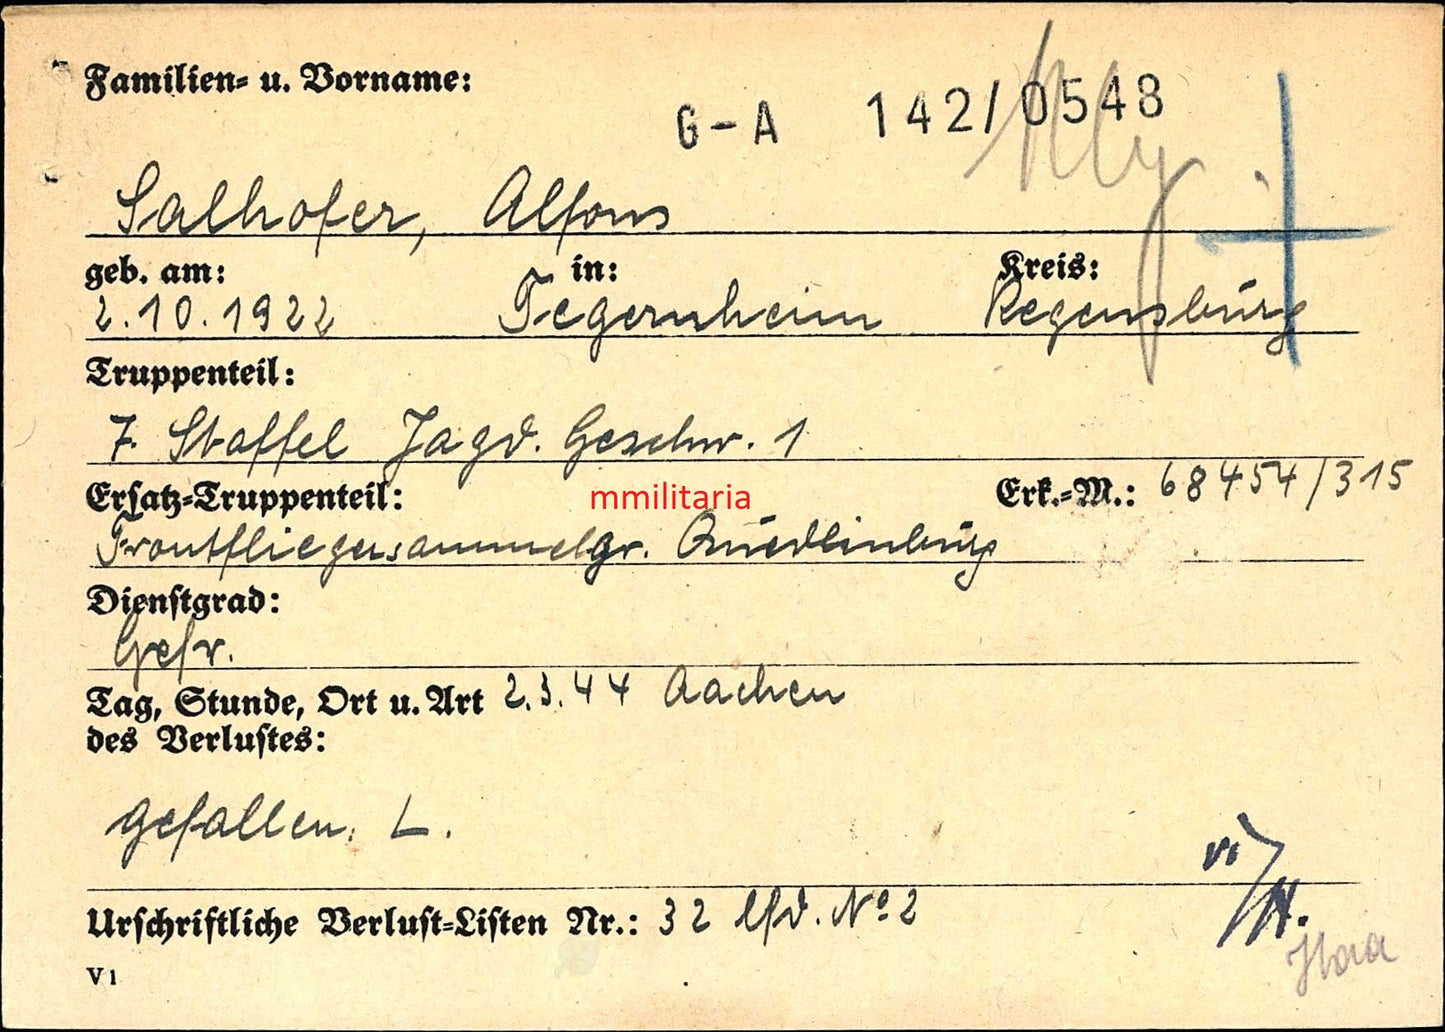 Familien- u. Vorname:
G-A 142/0548
Salhofer, Alfons
geb. am: in: Kreis:
2.10.1922 Tegernheim Regensburg
Truppenteil:
7. Staffel Jagd. Geschw. 1
Ersatz-Truppenteil: mmilitaria Erk.-M.: 68454/315
Frontfliegersammelgr. Quedlinburg
Dienstgrad:
Gefr.
Tag, Stunde, Ort u. Art 2.3.44 Aachen
des Verlustes:
gefallen. L.
Urschriftliche Verlust-Listen Nr.: 32 lfd. No 2
V 1